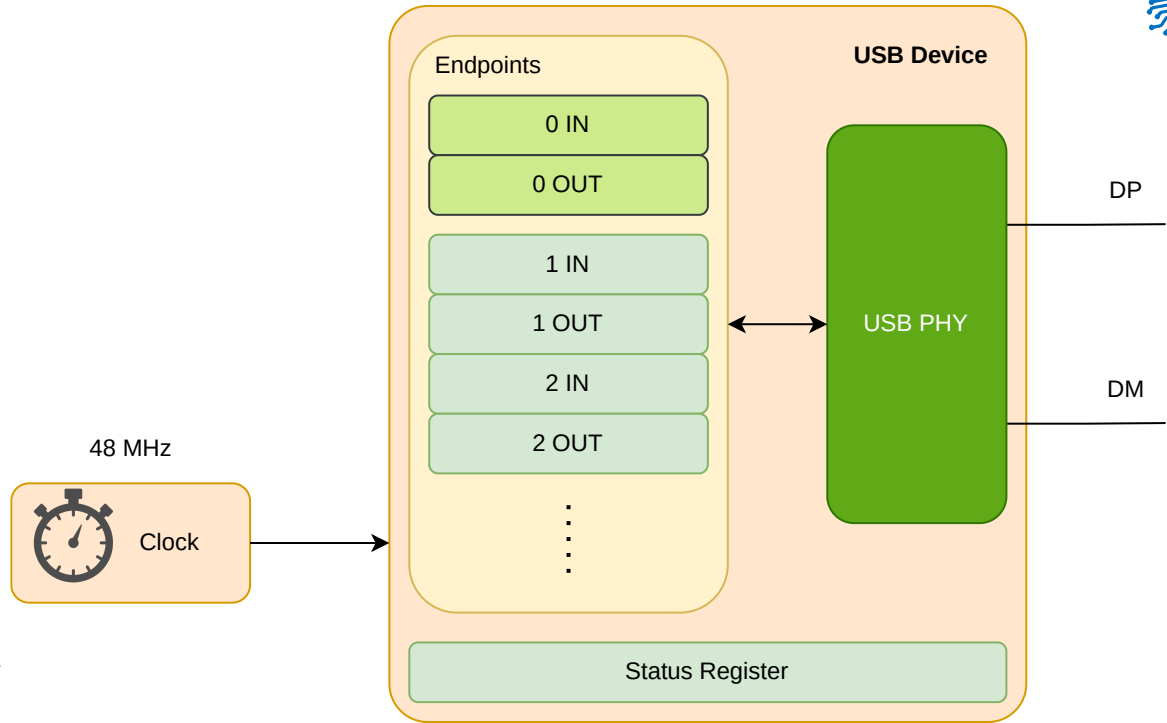 USB Device
Endpoints
0 IN
0 OUT
DP
1 IN
1 OUT
USB PHY
2 IN
DM
2 OUT
48 MHz
Clock
Status Register